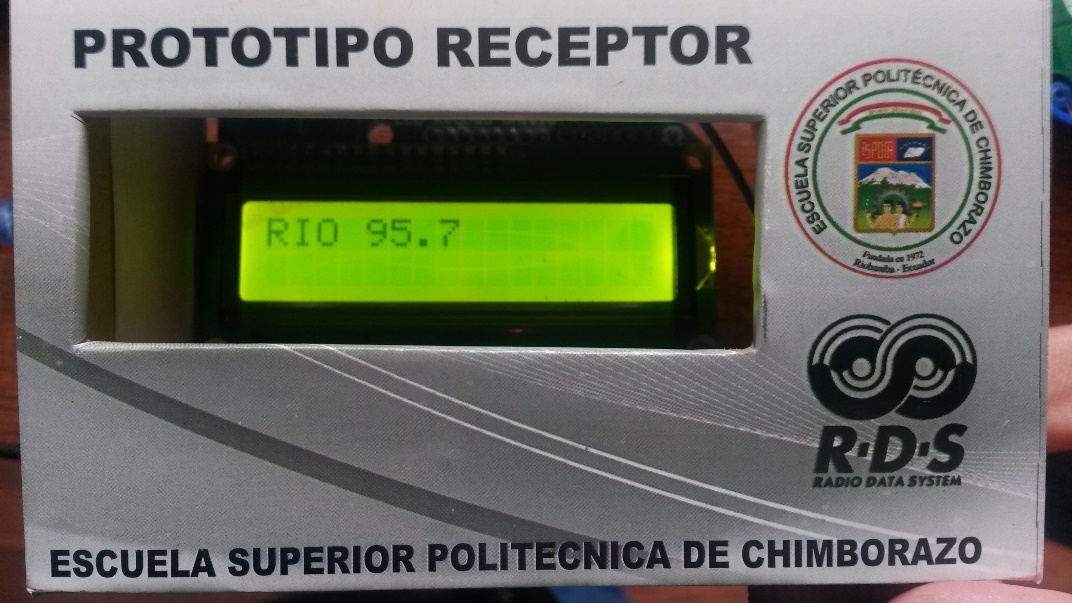 PROTOTIPO RECEPTOR
RIO 95.7
ESCUELA SUPERIOR POLITÉCNICA DE CHIMBORAZO
ESPOCH
Fundada en 1972
Riobamba - Ecuador
R·D·S
RADIO DATA SYSTEM
ESCUELA SUPERIOR POLITECNICA DE CHIMBORAZO